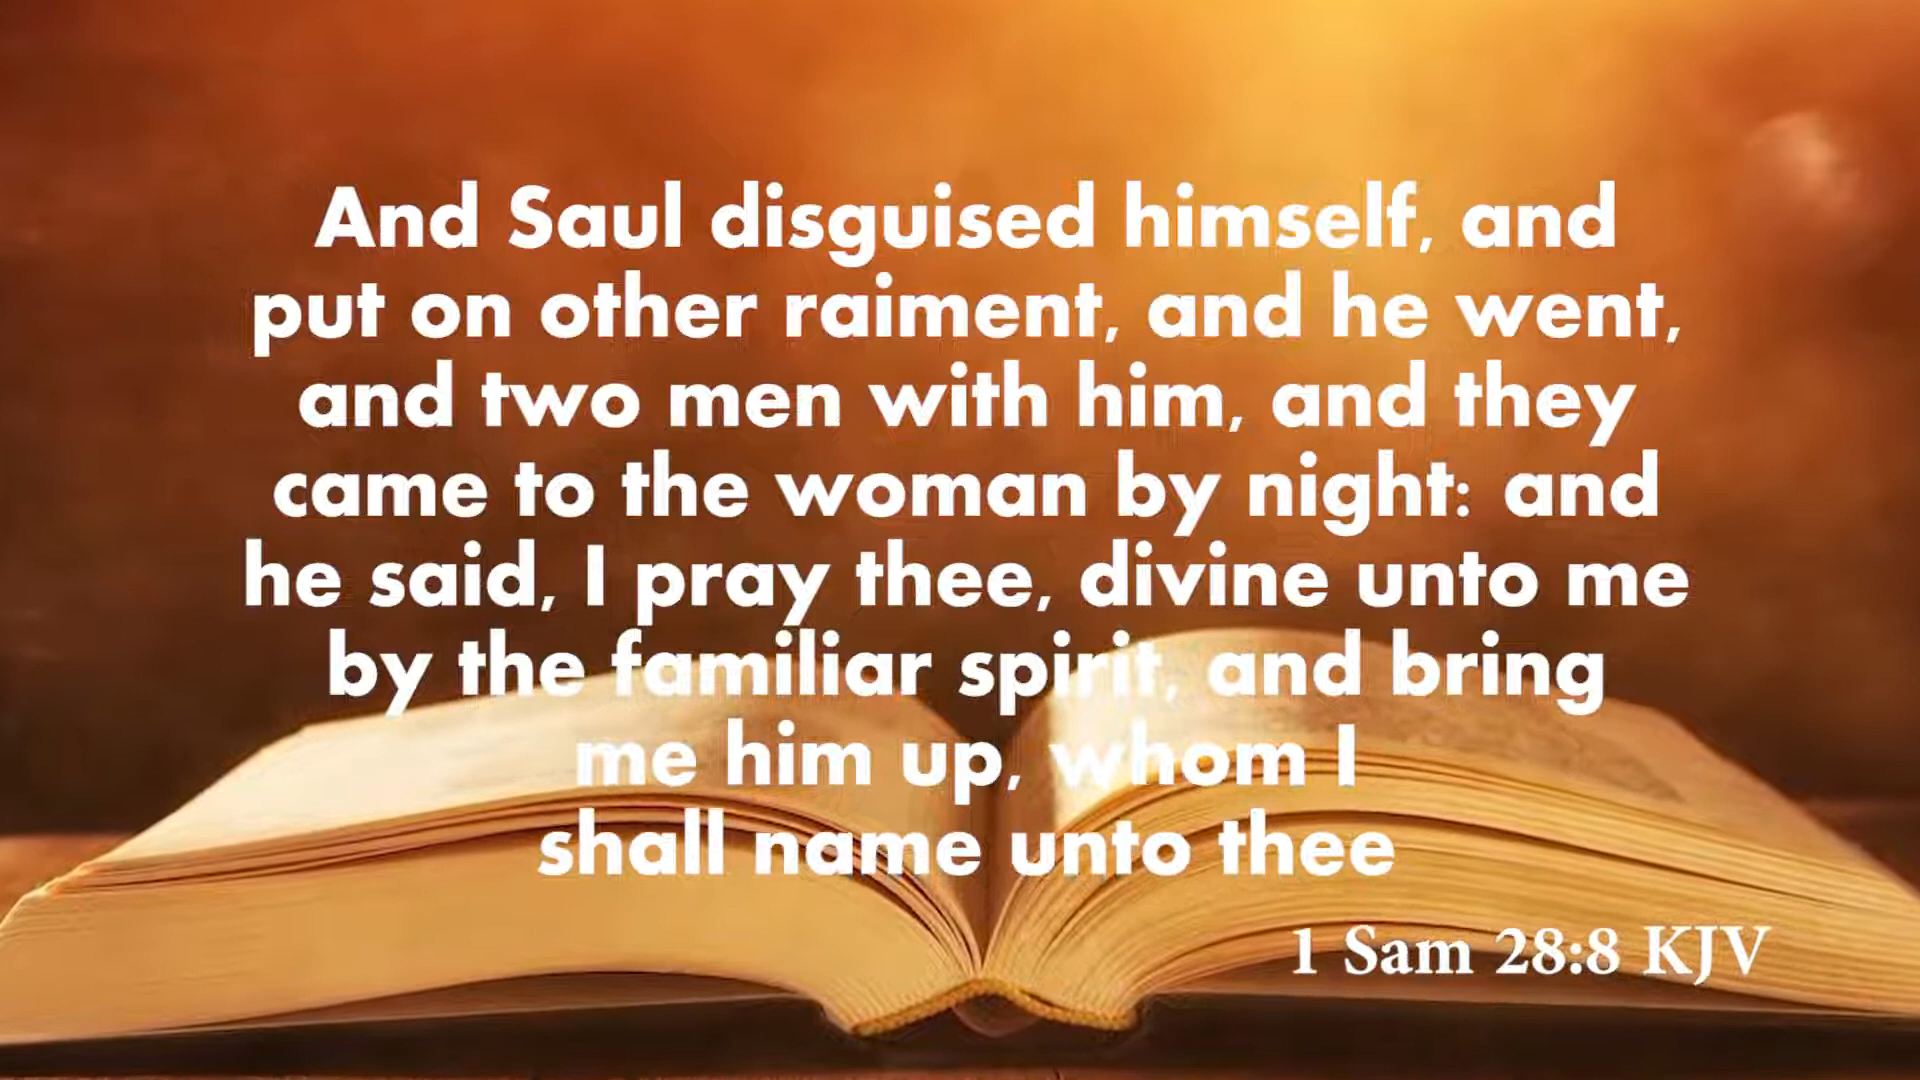 And Saul disguised himself, and
put on other raiment, and he went,
and two men with him, and they
came to the woman by night: and
he said, I pray thee, divine unto me
by the familiar spirit, and bring
me him up, whom I
shall name unto thee
1 Sam 28:8 KJV